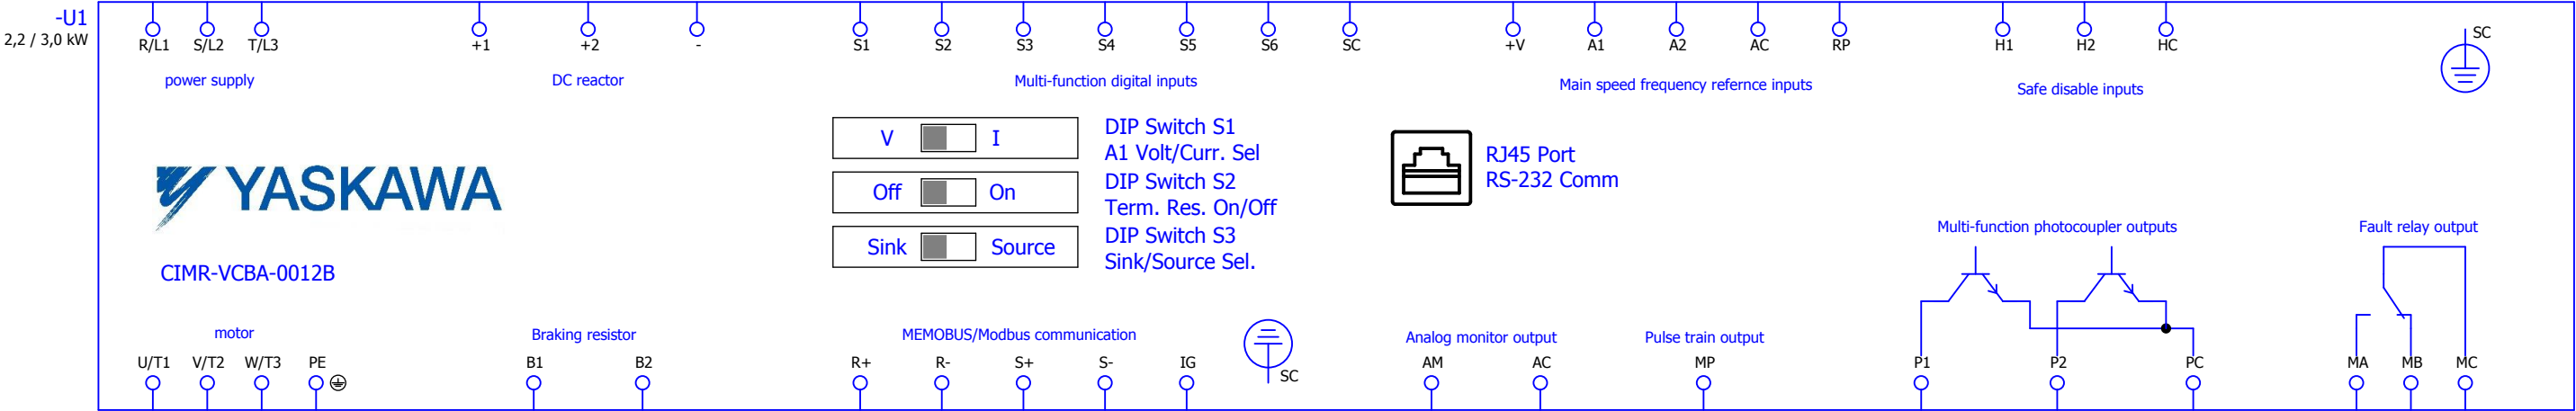 -U1
2,2 / 3,0 kW
R/L1 S/L2 T/L3 +1 +2 - S1 S2 S3 S4 S5 S6 SC +V A1 A2 AC RP H1 H2 HC SC
power supply DC reactor Multi-function digital inputs Main speed frequency refernce inputs Safe disable inputs
V I DIP Switch S1
A1 Volt/Curr. Sel
Off On DIP Switch S2
Term. Res. On/Off
Sink Source DIP Switch S3
Sink/Source Sel.
RJ45 Port
RS-232 Comm
YASKAWA
CIMR-VCBA-0012B
Multi-function photocoupler outputs Fault relay output
motor Braking resistor MEMOBUS/Modbus communication Analog monitor output Pulse train output
U/T1 V/T2 W/T3 PE B1 B2 R+ R- S+ S- IG SC AM AC MP P1 P2 PC MA MB MC